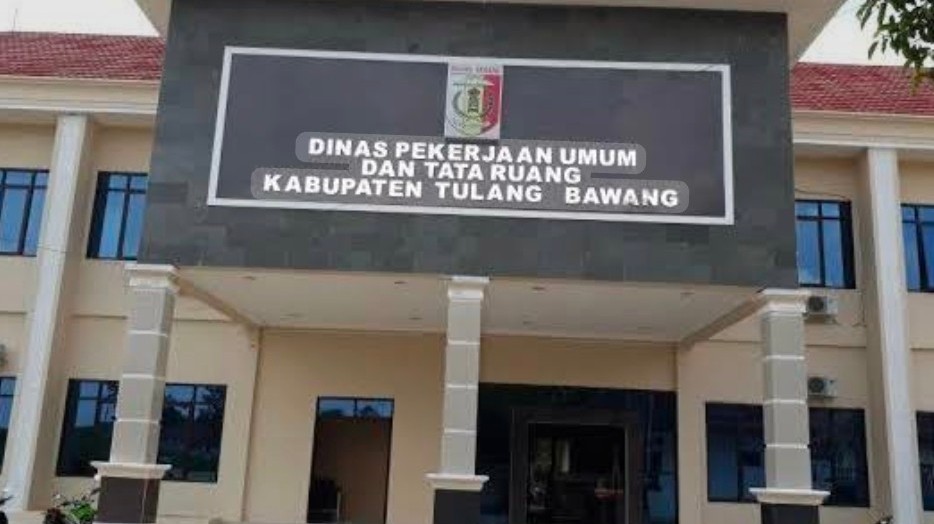 DINAS PEKERJAAN UMUM
DAN TATA RUANG
KABUPATEN TULANG BAWANG